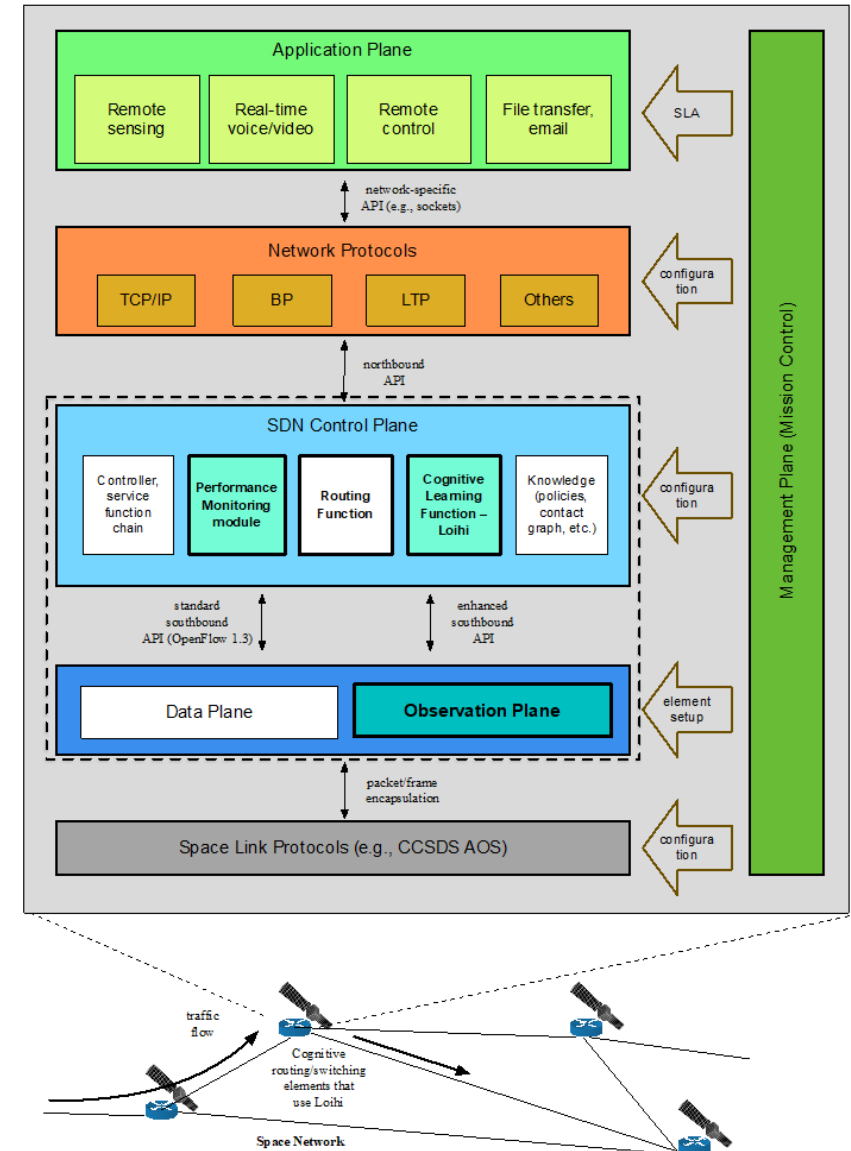 Application Plane
Remote
sensing
Real-time
voice/video
Remote
control
File transfer,
email
SLA
network-specific
API (e.g., sockets)
Network Protocols
TCP/IP
BP
LTP
Others
configura
tion
northbound
API
SDN Control Plane
Controller,
service
function
chain
Performance
Monitoring
module
Routing
Function
Cognitive
Learning
Function –
Loihi
Knowledge
(policies,
contact
graph, etc.)
configura
tion
standard
southbound
API (OpenFlow 1.3)
enhanced
southbound
API
Data Plane
Observation Plane
element
setup
packet/frame
encapsulation
Space Link Protocols (e.g., CCSDS AOS)
configura
tion
Management Plane (Mission Control)
traffic
flow
Cognitive
routing/switching
elements that
use Loihi
Space Network